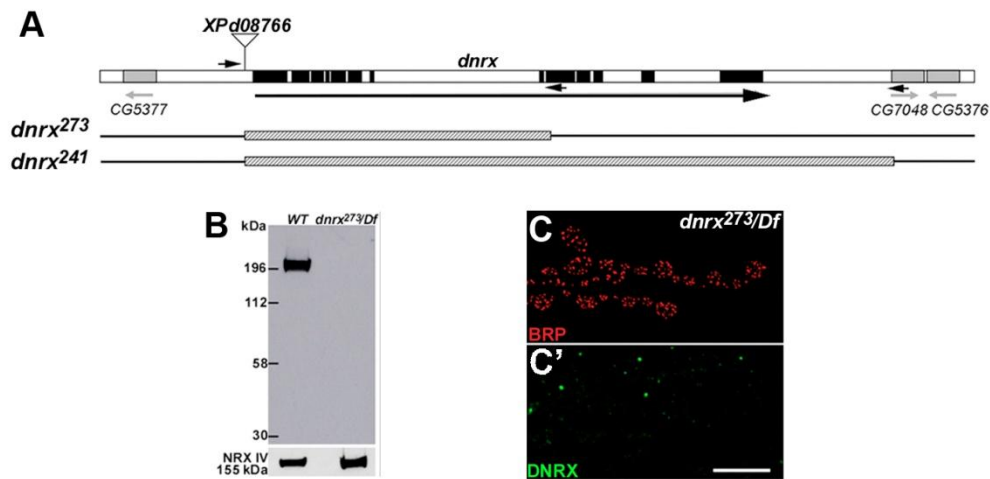 A
XPd08766
dnrx
CG5377
CG7048 CG5376
dnrx273
dnrx241
B
kDa
WT dnrx273/Df
196
112
58
30
NRX IV
155 kDa
C
dnrx273/Df
BRP
C'
DNRX